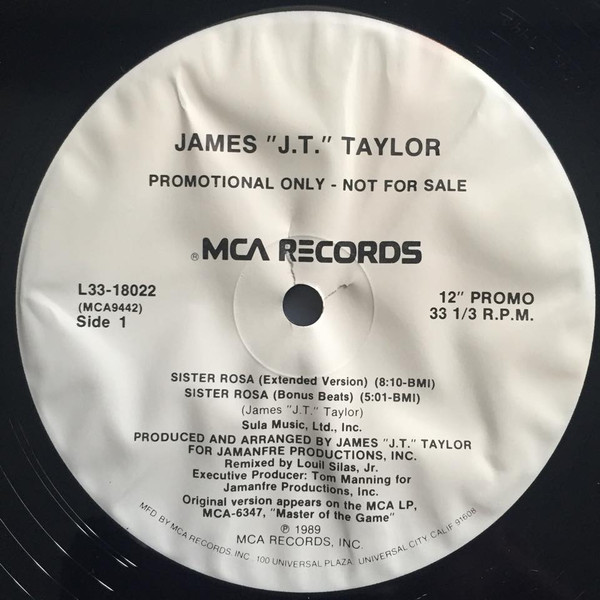 JAMES "J.T." TAYLOR
PROMOTIONAL ONLY - NOT FOR SALE
®MCA RECORDS
L33-18022
(MCA9442)
Side 1
12" PROMO
33 1/3 R.P.M.
SISTER ROSA (Extended Version) (8:10-BMI)
SISTER ROSA (Bonus Beats) (5:01-BMI)
(James "J.T." Taylor)
Sula Music, Ltd., Inc.
PRODUCED AND ARRANGED BY JAMES "J.T." TAYLOR
FOR JAMANFRE PRODUCTIONS, INC.
Remixed by Louil Silas, Jr.
Executive Producer: Tom Manning for
Jamanfre Productions, Inc.
Original version appears on the MCA LP,
MCA-6347, "Master of the Game"
℗ 1989
MCA RECORDS, INC.
MFD BY MCA RECORDS, INC. 100 UNIVERSAL PLAZA, UNIVERSAL CITY, CALIF. 91608